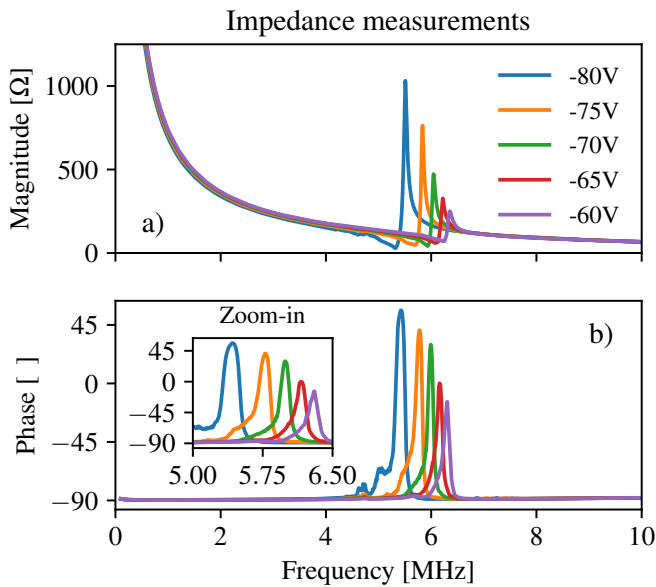 Impedance measurements
Magnitude [Ω]
1000
500
0
a)
-80V
-75V
-70V
-65V
-60V
Phase [ ]
45
0
−45
−90
b)
Zoom-in
45
0
−45
−90
5.00 5.75 6.50
0 2 4 6 8 10
Frequency [MHz]